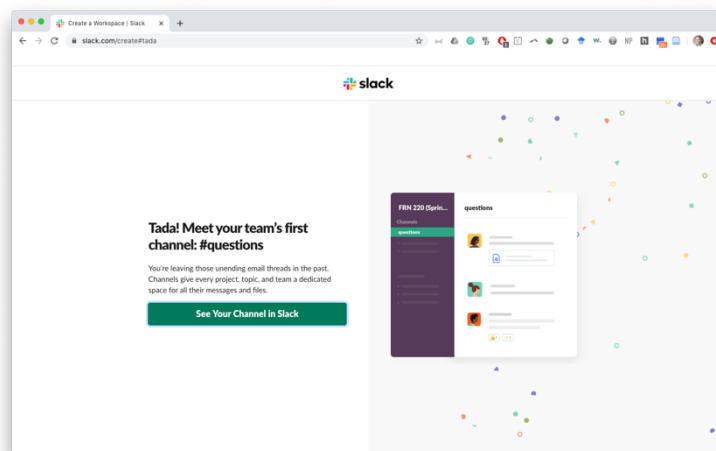 Create a Workspace | Slack
slack.com/create#tada
slack
Tada! Meet your team's first
channel: #questions
You're leaving those unending email threads in the past.
Channels give every project, topic, and team a dedicated
space for all their messages and files.
See Your Channel in Slack
FRN 220 (Sprin...
Channels
questions
questions